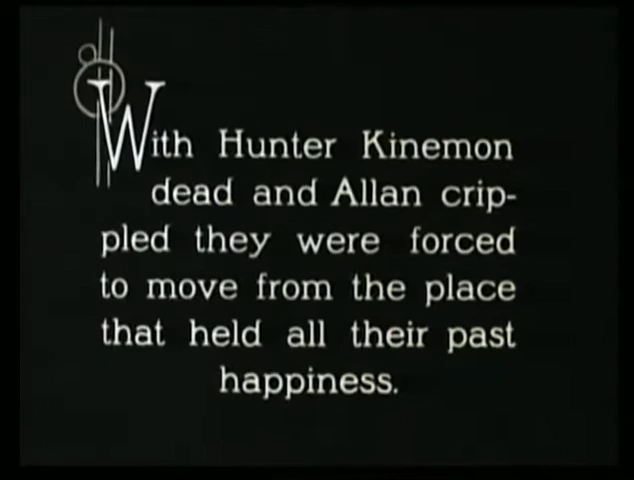 With Hunter Kinemon
dead and Allan crip-
pled they were forced
to move from the place
that held all their past
happiness.